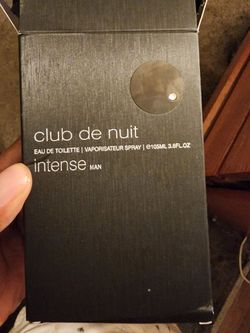 club de nuit
EAU DE TOILETTE | VAPORISATEUR SPRAY | ℮105ML 3.6FL.OZ
intense MAN